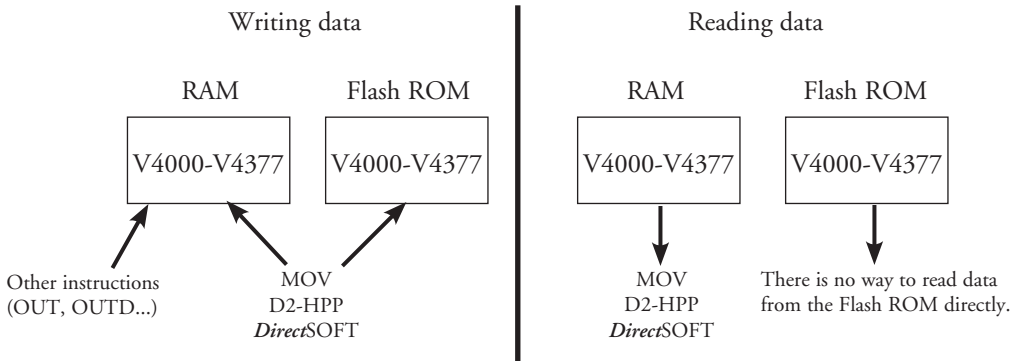 Writing data
RAM
Flash ROM
V4000-V4377
V4000-V4377
Other instructions
(OUT, OUTD...)
MOV
D2-HPP
DirectSOFT
Reading data
RAM
Flash ROM
V4000-V4377
V4000-V4377
MOV
D2-HPP
DirectSOFT
There is no way to read data
from the Flash ROM directly.